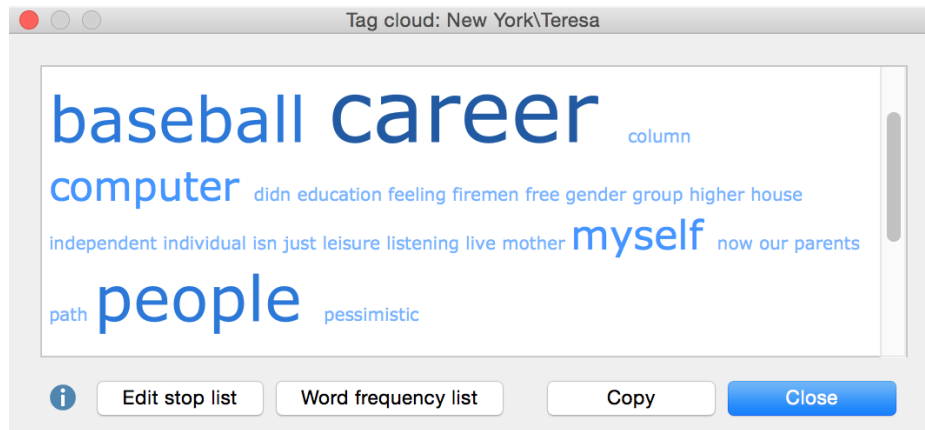 Tag cloud: New York\Teresa
baseball career column
computer didn education feeling firemen free gender group higher house
independent individual isn just leisure listening live mother myself now our parents
path people pessimistic
Edit stop list Word frequency list Copy Close